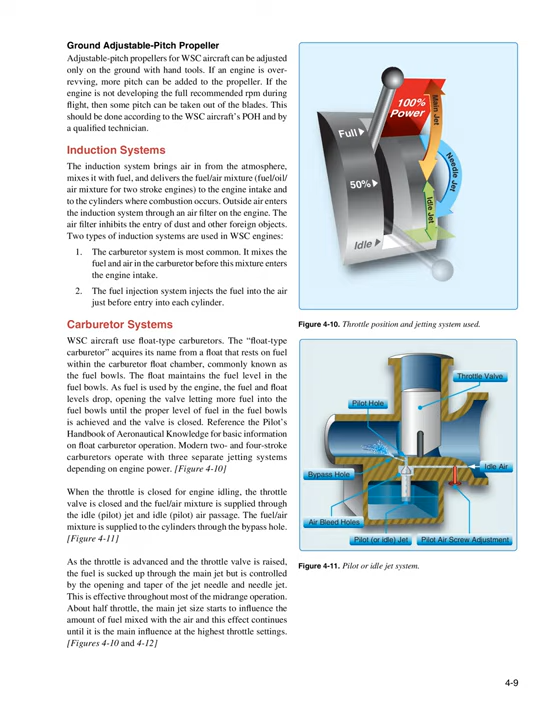 Ground Adjustable-Pitch Propeller
Adjustable-pitch propellers for WSC aircraft can be adjusted
only on the ground with hand tools. If an engine is over-
revving, more pitch can be added to the propeller. If the
engine is not developing the full recommended rpm during
flight, then some pitch can be taken out of the blades. This
should be done according to the WSC aircraft's POH and by
a qualified technician.
Induction Systems
The induction system brings air in from the atmosphere,
mixes it with fuel, and delivers the fuel/air mixture (fuel/oil/
air mixture for two stroke engines) to the engine intake and
to the cylinders where combustion occurs. Outside air enters
the induction system through an air filter on the engine. The
air filter inhibits the entry of dust and other foreign objects.
Two types of induction systems are used in WSC engines:
1. The carburetor system is most common. It mixes the
fuel and air in the carburetor before this mixture enters
the engine intake.
2. The fuel injection system injects the fuel into the air
just before entry into each cylinder.
Carburetor Systems
WSC aircraft use float-type carburetors. The “float-type
carburetor” acquires its name from a float that rests on fuel
within the carburetor float chamber, commonly known as
the fuel bowls. The float maintains the fuel level in the
fuel bowls. As fuel is used by the engine, the fuel and float
levels drop, opening the valve letting more fuel into the
fuel bowls until the proper level of fuel in the fuel bowls
is achieved and the valve is closed. Reference the Pilot's
Handbook of Aeronautical Knowledge for basic information
on float carburetor operation. Modern two- and four-stroke
carburetors operate with three separate jetting systems
depending on engine power. [Figure 4-10]
When the throttle is closed for engine idling, the throttle
valve is closed and the fuel/air mixture is supplied through
the idle (pilot) jet and idle (pilot) air passage. The fuel/air
mixture is supplied to the cylinders through the bypass hole.
[Figure 4-11]
As the throttle is advanced and the throttle valve is raised,
the fuel is sucked up through the main jet but is controlled
by the opening and taper of the jet needle and needle jet.
This is effective throughout most of the midrange operation.
About half throttle, the main jet size starts to influence the
amount of fuel mixed with the air and this effect continues
until it is the main influence at the highest throttle settings.
[Figures 4-10 and 4-12]
100%
Power
Main Jet
Full
Needle Jet
50%
Idle Jet
Idle
Figure 4-10. Throttle position and jetting system used.
Throttle Valve
Pilot Hole
Idle Air
Bypass Hole
Air Bleed Holes
Pilot (or idle) Jet
Pilot Air Screw Adjustment
Figure 4-11. Pilot or idle jet system.
4-9